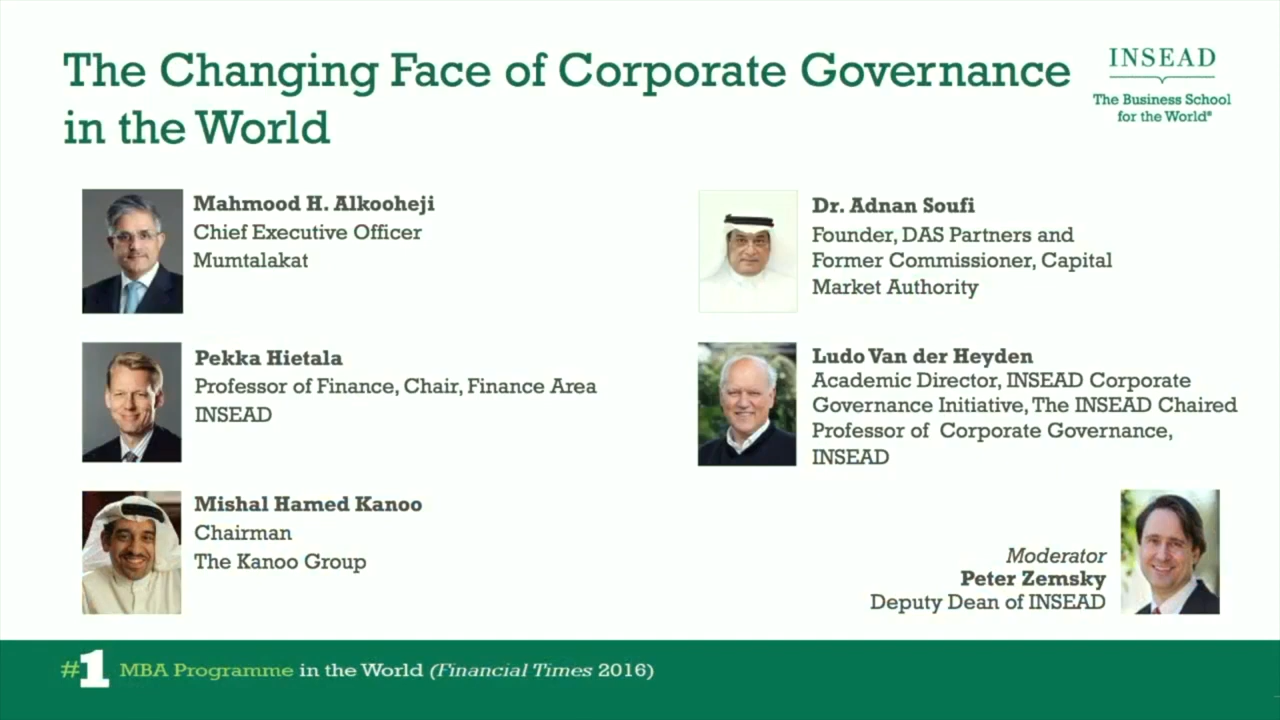 The Changing Face of Corporate Governance
in the World
INSEAD
The Business School
for the World®
Mahmood H. Alkooheji
Chief Executive Officer
Mumtalakat
Dr. Adnan Soufi
Founder, DAS Partners and
Former Commissioner, Capital
Market Authority
Pekka Hietala
Professor of Finance, Chair, Finance Area
INSEAD
Ludo Van der Heyden
Academic Director, INSEAD Corporate
Governance Initiative, The INSEAD Chaired
Professor of Corporate Governance,
INSEAD
Mishal Hamed Kanoo
Chairman
The Kanoo Group
Moderator
Peter Zemsky
Deputy Dean of INSEAD
#1 MBA Programme in the World (Financial Times 2016)